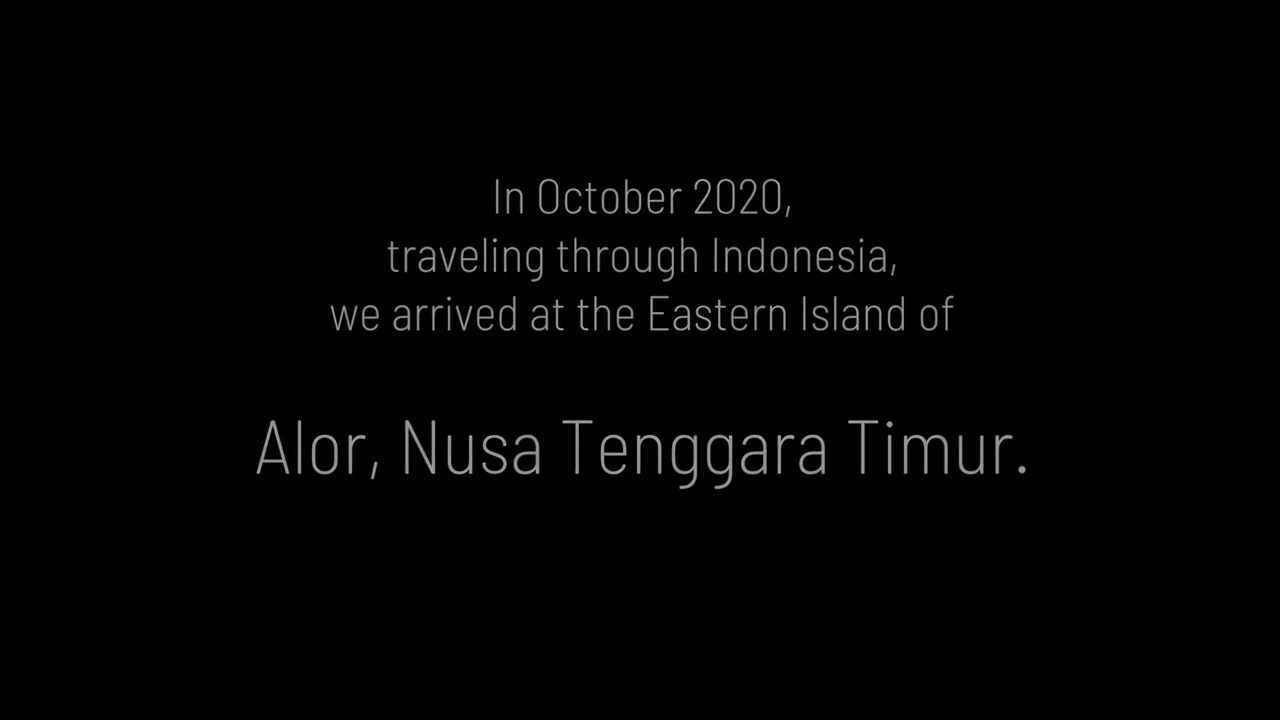 In October 2020,
traveling through Indonesia,
we arrived at the Eastern Island of
Alor, Nusa Tenggara Timur.